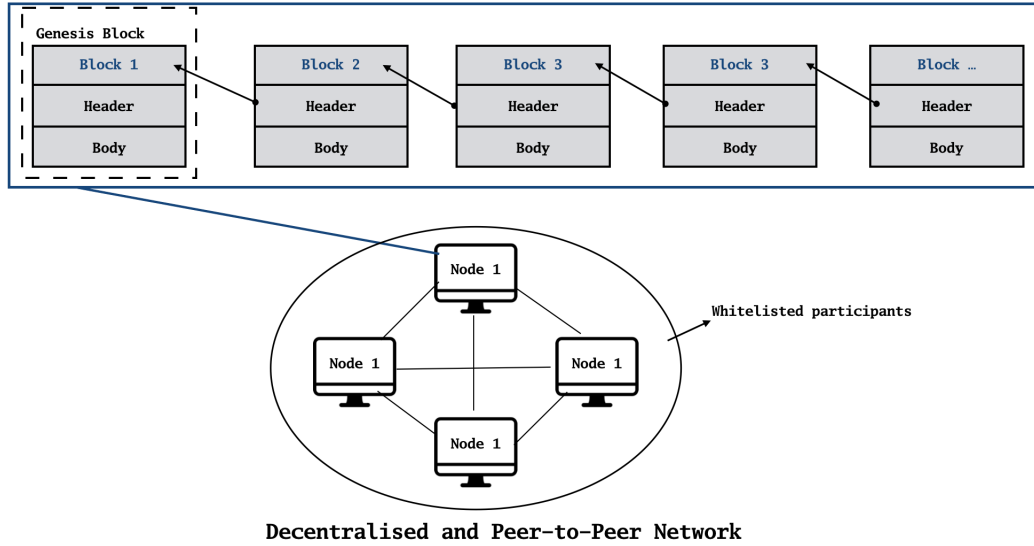 Genesis Block
Block 1
Header
Body
Block 2
Header
Body
Block 3
Header
Body
Block 3
Header
Body
Block …
Header
Body
Node 1
Whitelisted participants
Node 1
Node 1
Node 1
Decentralised and Peer-to-Peer Network